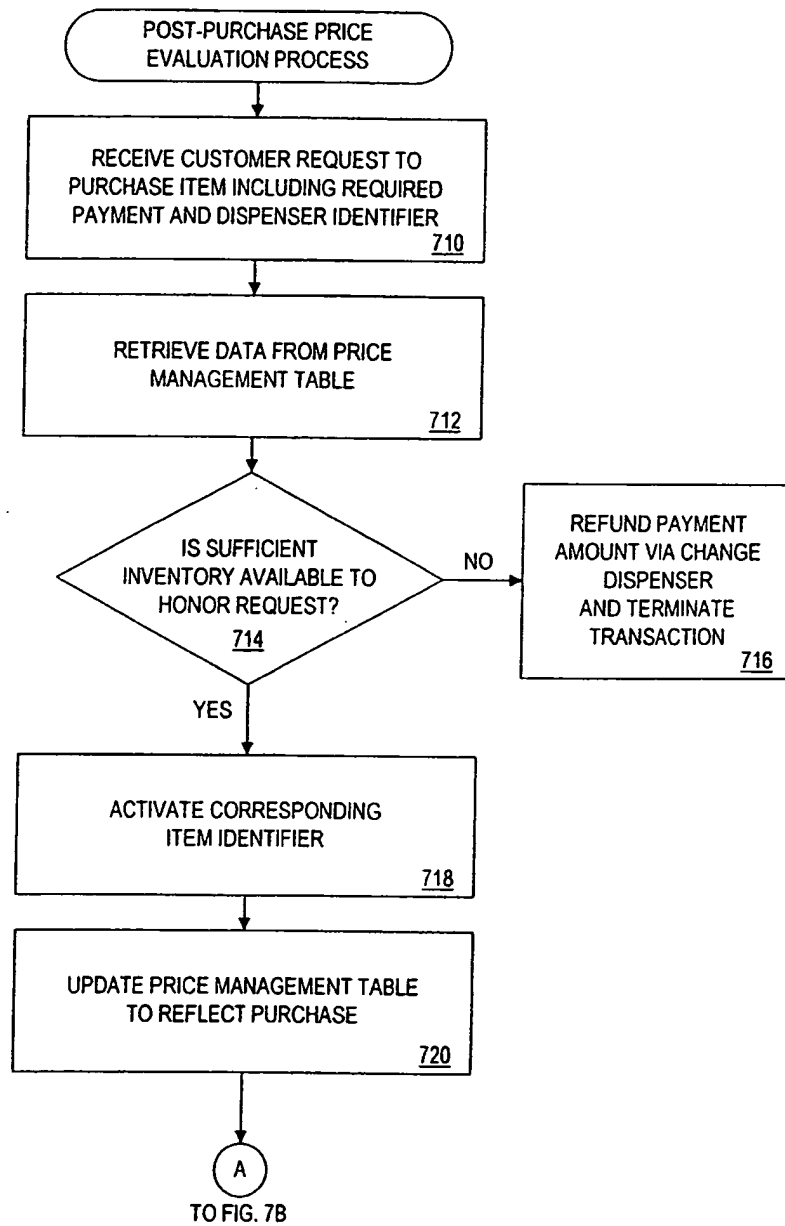 POST-PURCHASE PRICE
EVALUATION PROCESS
RECEIVE CUSTOMER REQUEST TO
PURCHASE ITEM INCLUDING REQUIRED
PAYMENT AND DISPENSER IDENTIFIER
710
RETRIEVE DATA FROM PRICE
MANAGEMENT TABLE
712
IS SUFFICIENT
INVENTORY AVAILABLE TO
HONOR REQUEST?
714
NO
REFUND PAYMENT
AMOUNT VIA CHANGE
DISPENSER
AND TERMINATE
TRANSACTION
716
YES
ACTIVATE CORRESPONDING
ITEM IDENTIFIER
718
UPDATE PRICE MANAGEMENT TABLE
TO REFLECT PURCHASE
720
A
TO FIG. 7B